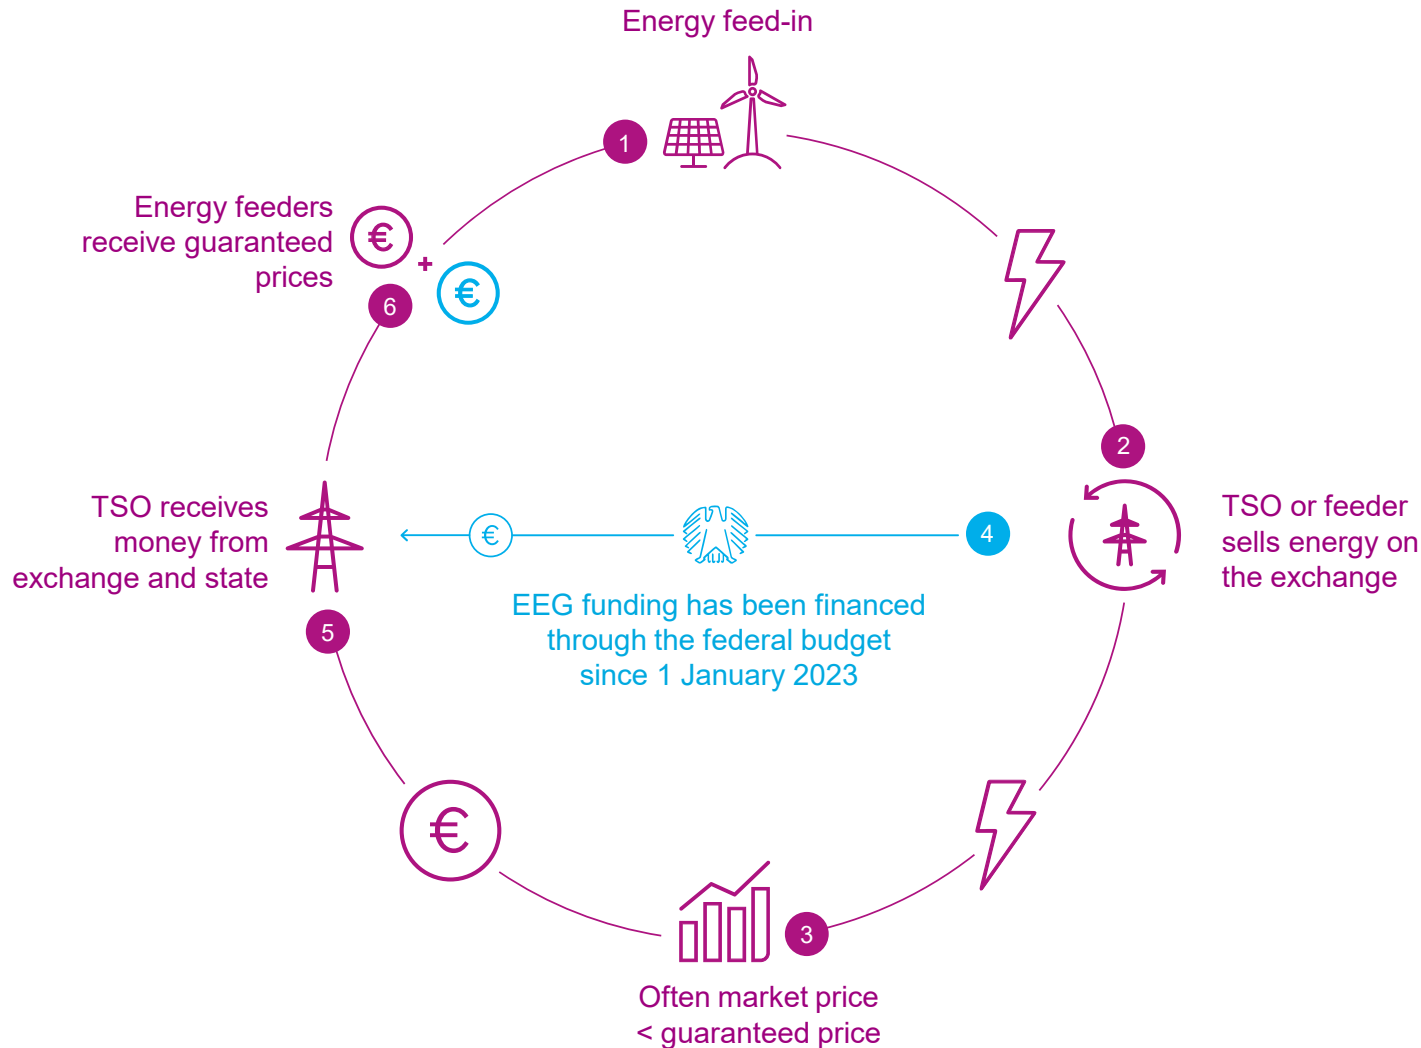 Energy feed-in
1
Energy feeders
receive guaranteed
prices
€
+
€
6
2
TSO or feeder
sells energy on
the exchange
TSO receives
money from
exchange and state
€
4
EEG funding has been financed
through the federal budget
since 1 January 2023
5
€
3
Often market price
< guaranteed price